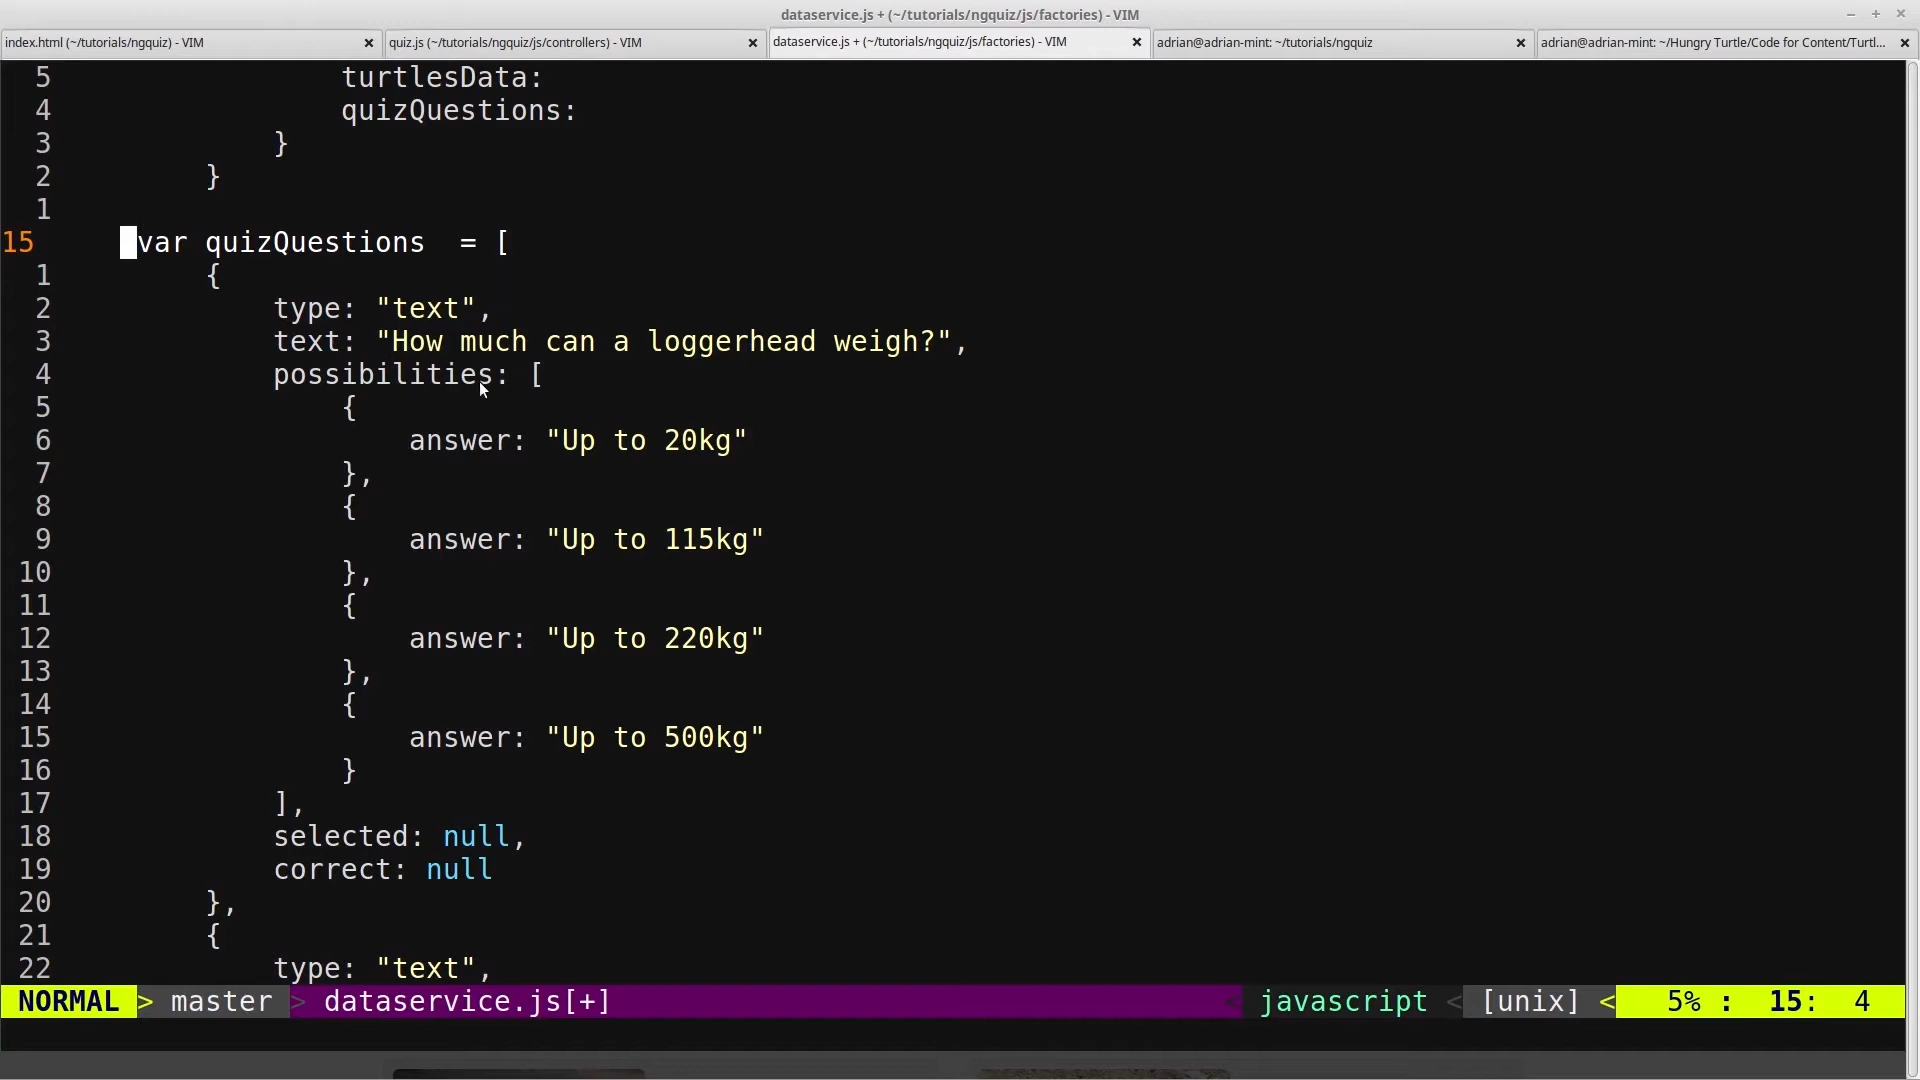 dataservice.js + (~/tutorials/ngquiz/js/factories) - VIM
index.html (~/tutorials/ngquiz) - VIM
quiz.js (~/tutorials/ngquiz/js/controllers) - VIM
dataservice.js + (~/tutorials/ngquiz/js/factories) - VIM
adrian@adrian-mint: ~/tutorials/ngquiz
adrian@adrian-mint: ~/Hungry Turtle/Code for Content/Turtl...
5 turtlesData:
4 quizQuestions:
3 }
2 }
1
15 var quizQuestions  = [
1 {
2 type: "text",
3 text: "How much can a loggerhead weigh?",
4 possibilities: [
5 {
6 answer: "Up to 20kg"
7 },
8 {
9 answer: "Up to 115kg"
10 },
11 {
12 answer: "Up to 220kg"
13 },
14 {
15 answer: "Up to 500kg"
16 }
17 ],
18 selected: null,
19 correct: null
20 },
21 {
22 type: "text",
NORMAL > master > dataservice.js[+] < javascript < [unix] < 5% : 15: 4